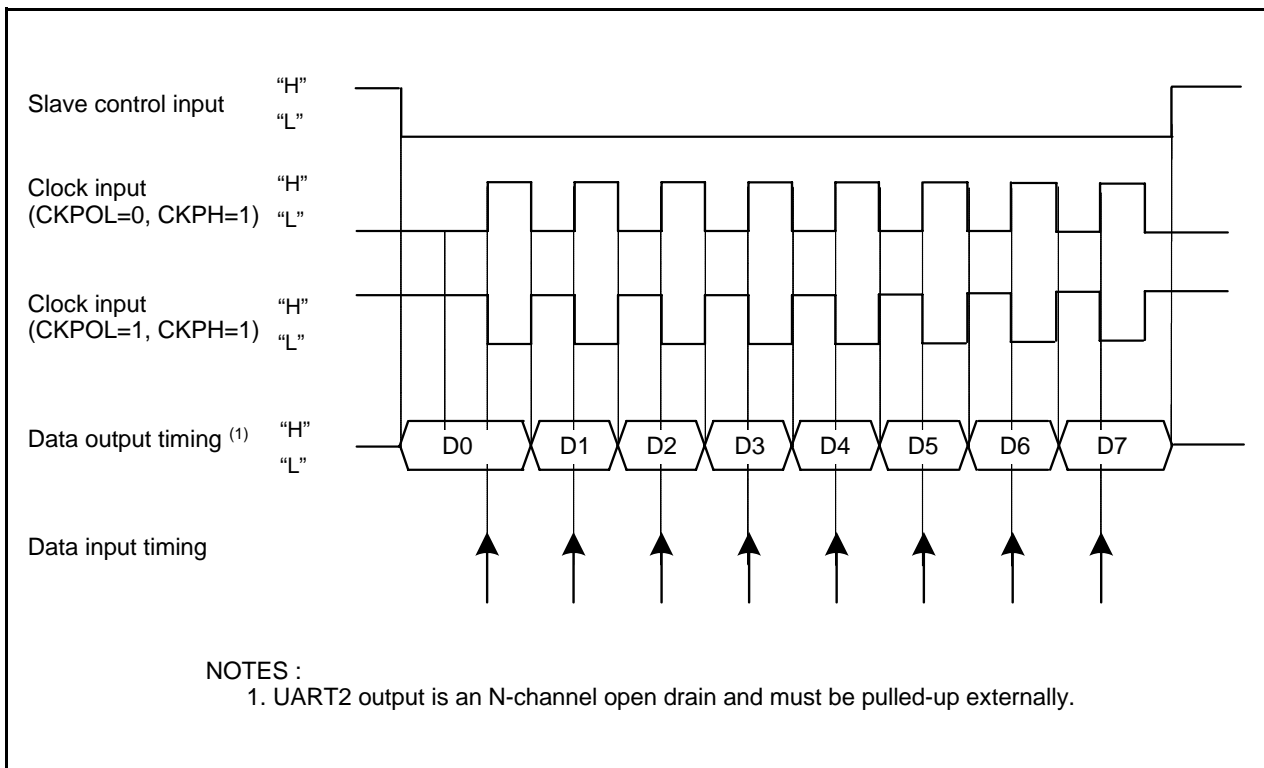 Slave control input “H”
“L”
Clock input “H”
(CKPOL=0, CKPH=1) “L”
Clock input “H”
(CKPOL=1, CKPH=1) “L”
Data output timing (1) “H”
“L”
D0 D1 D2 D3 D4 D5 D6 D7
Data input timing
NOTES :
1. UART2 output is an N-channel open drain and must be pulled-up externally.